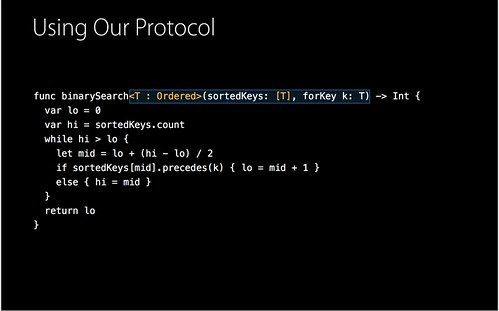 Using Our Protocol
func binarySearch<T : Ordered>(sortedKeys: [T], forKey k: T) -> Int {
  var lo = 0
  var hi = sortedKeys.count
  while hi > lo {
    let mid = lo + (hi - lo) / 2
    if sortedKeys[mid].precedes(k) { lo = mid + 1 }
    else { hi = mid }
  }
  return lo
}